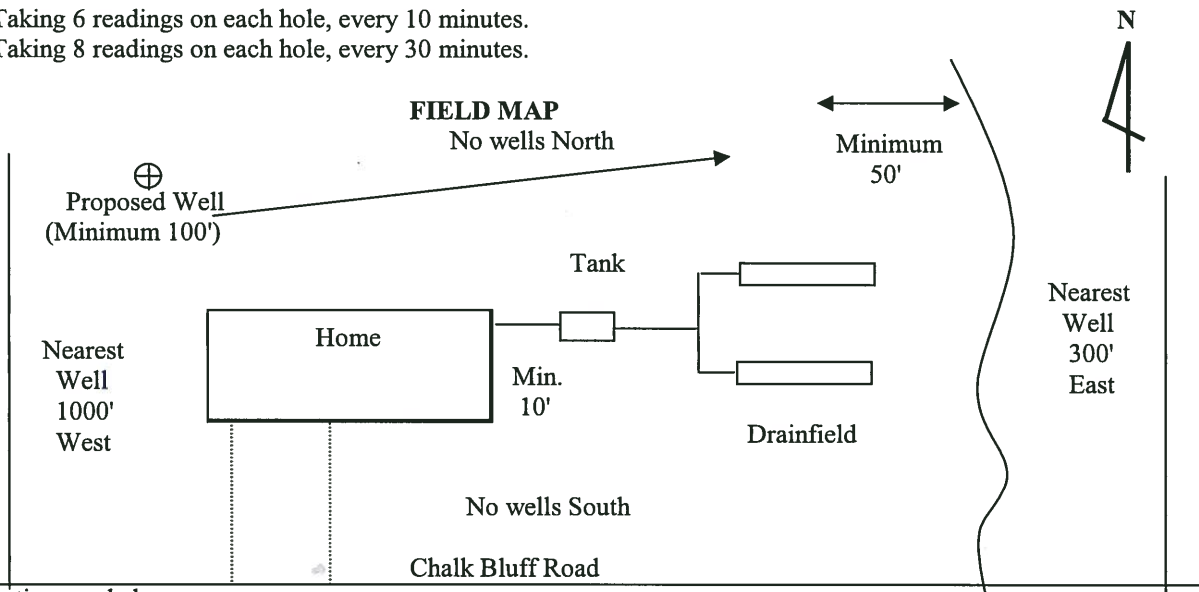 Taking 6 readings on each hole, every 10 minutes.
Taking 8 readings on each hole, every 30 minutes.
N
FIELD MAP
No wells North
Minimum
50'
Proposed Well
(Minimum 100')
Tank
Home
Nearest
Well
1000'
West
Min.
10'
Nearest
Well
300'
East
Drainfield
No wells South
Chalk Bluff Road